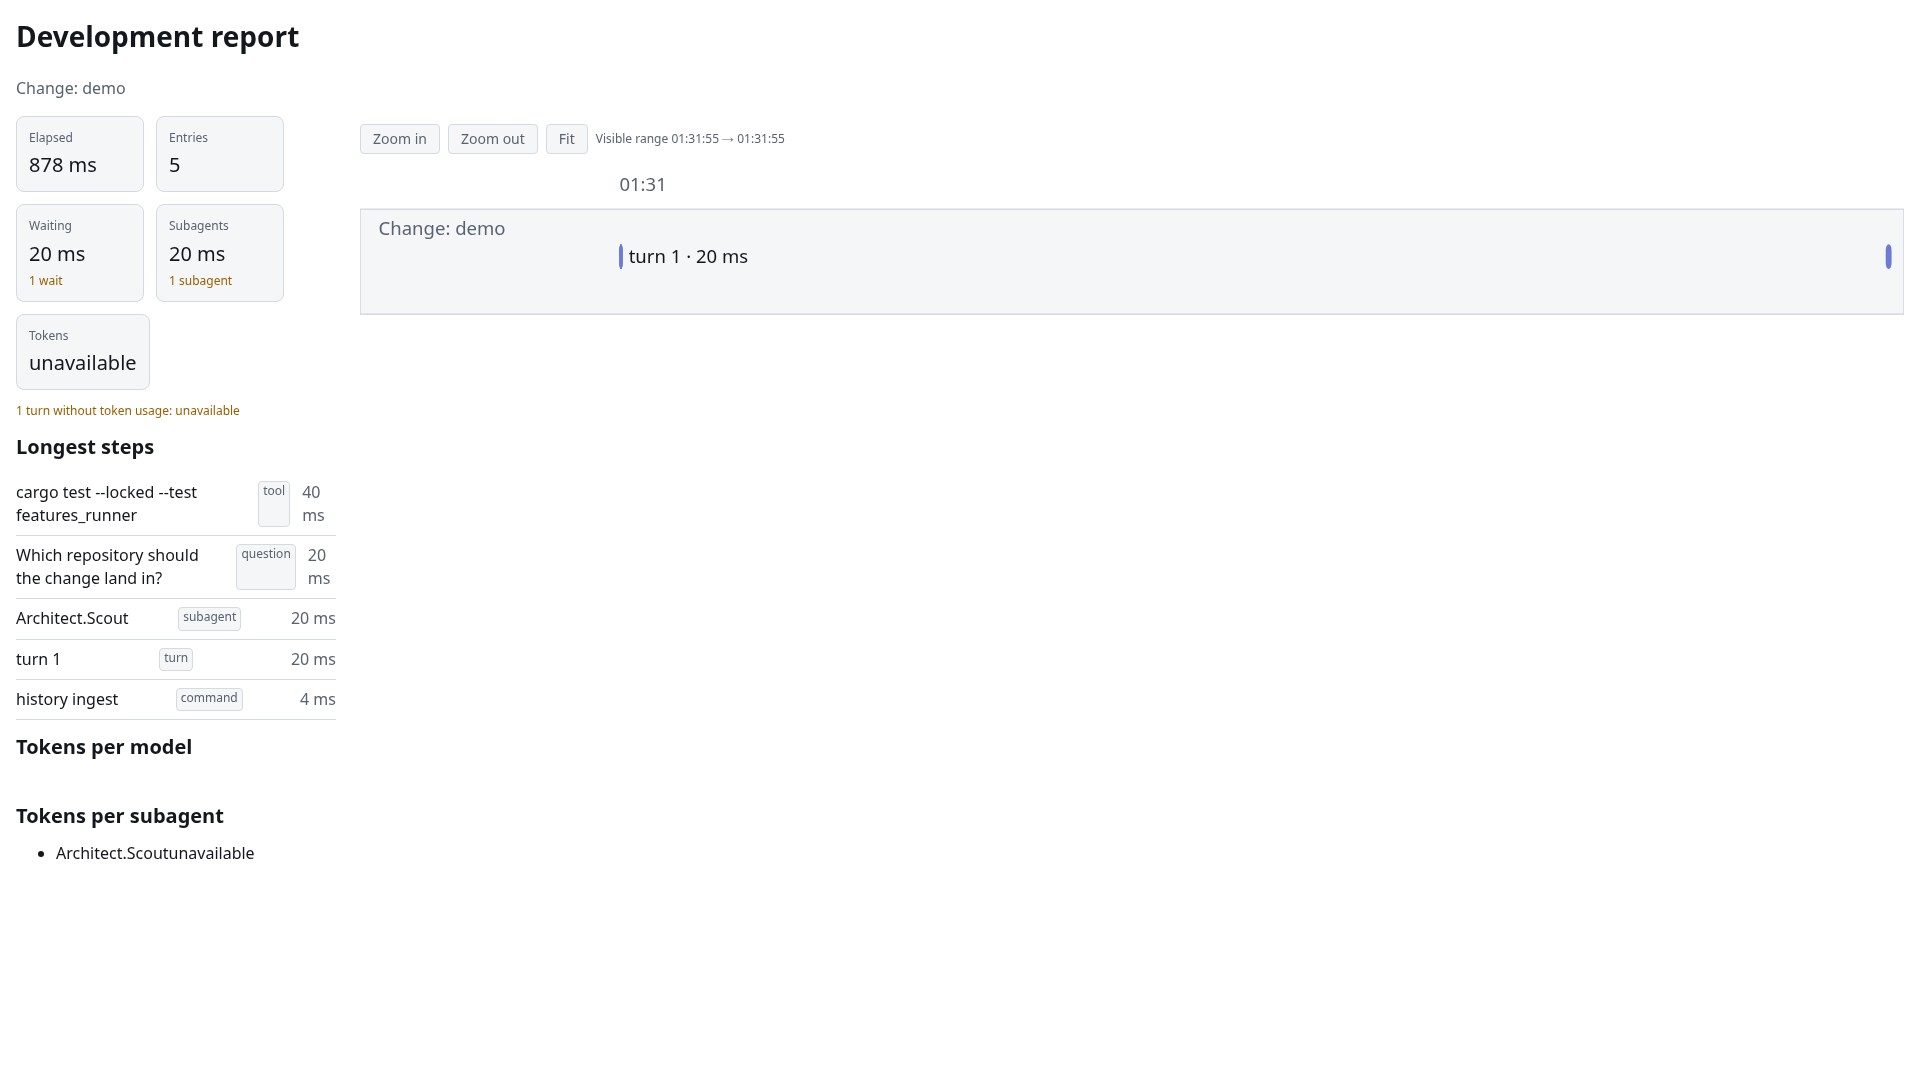 Development report
Change: demo
Elapsed
878 ms
Entries
5
Waiting
20 ms
1 wait
Subagents
20 ms
1 subagent
Tokens
unavailable
1 turn without token usage: unavailable
Longest steps
cargo test --locked --test
features_runner
tool
40
ms
Which repository should
the change land in?
question
20
ms
Architect.Scout subagent 20 ms
turn 1 turn 20 ms
history ingest command 4 ms
Tokens per model
Tokens per subagent
• Architect.Scoutunavailable
Zoom in Zoom out Fit Visible range 01:31:55 → 01:31:55
01:31
Change: demo
turn 1 · 20 ms